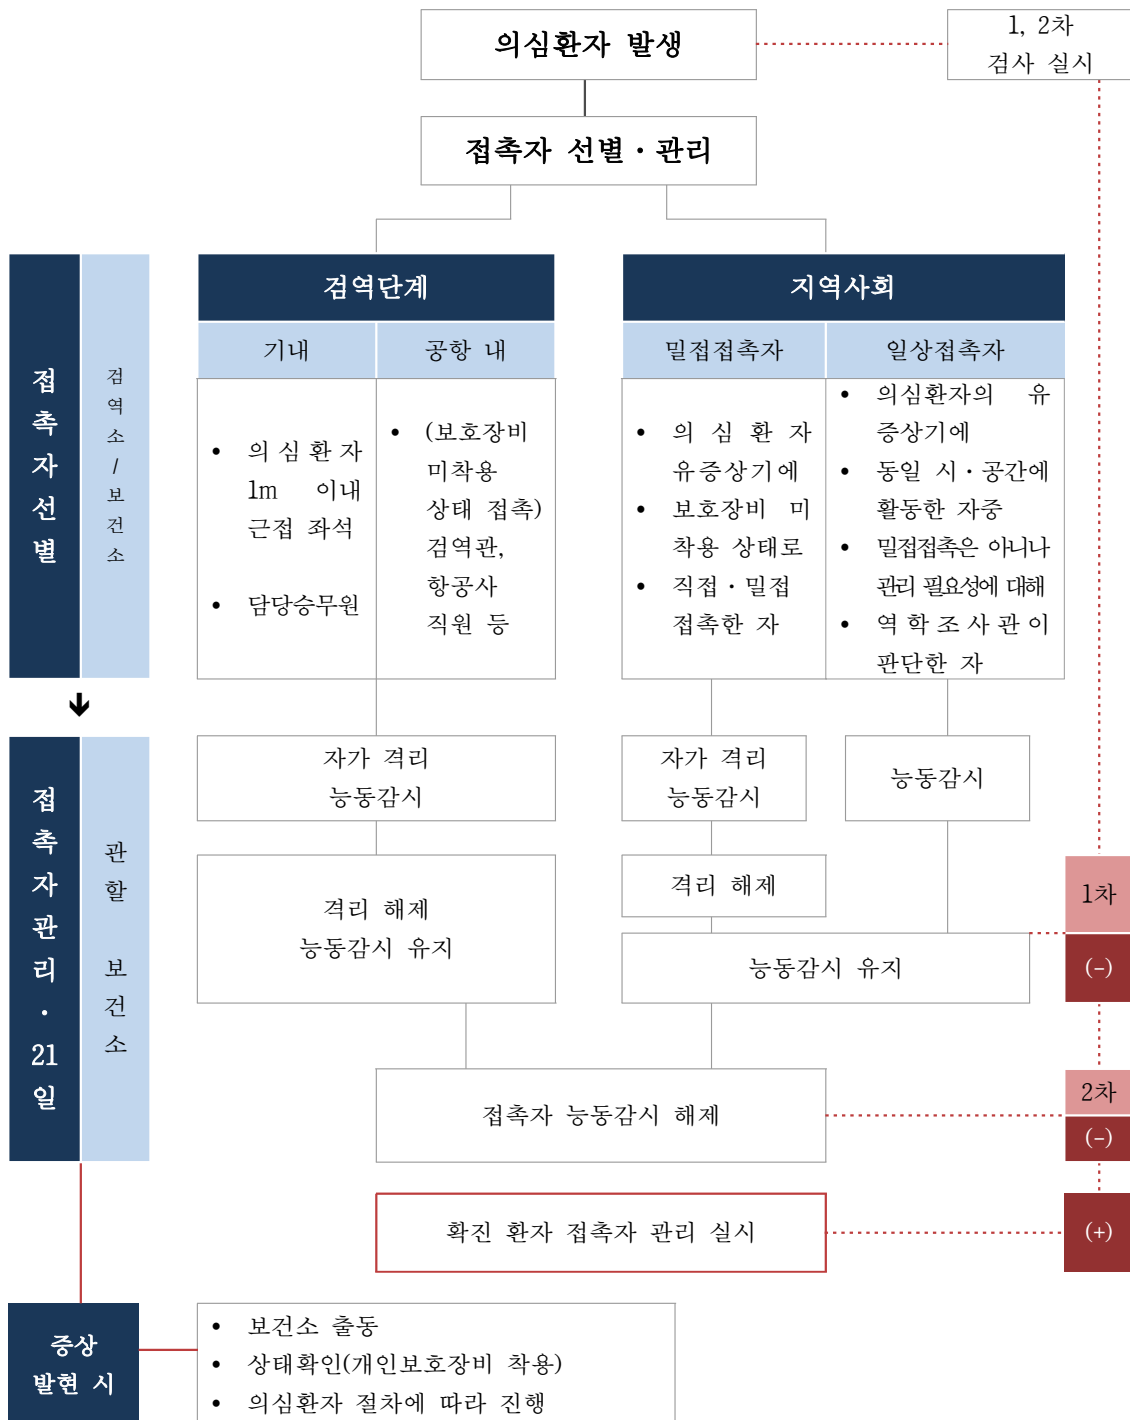 의심환자 발생
1, 2차
검사 실시
접촉자 선별·관리
접촉자선별
검역소/보건소
검역단계
지역사회
기내
공항 내
밀접접촉자
일상접촉자
• 의심환자
1m 이내
근접 좌석
• 담당승무원
• (보호장비
미착용
상태 접촉)
검역관,
항공사
직원 등
• 의심환자
유증상기에
• 보호장비 미
착용 상태로
• 직접·밀접
접촉한 자
• 의심환자의 유
증상기에
• 동일 시·공간에
활동한 자중
• 밀접접촉은 아니나
관리 필요성에 대해
• 역학조사관이
판단한 자
접촉자관리·21일
관할 보건소
자가 격리
능동감시
자가 격리
능동감시
능동감시
격리 해제
능동감시 유지
격리 해제
능동감시 유지
1차
(-)
접촉자 능동감시 해제
2차
(-)
확진 환자 접촉자 관리 실시
(+)
증상
발현 시
• 보건소 출동
• 상태확인(개인보호장비 착용)
• 의심환자 절차에 따라 진행